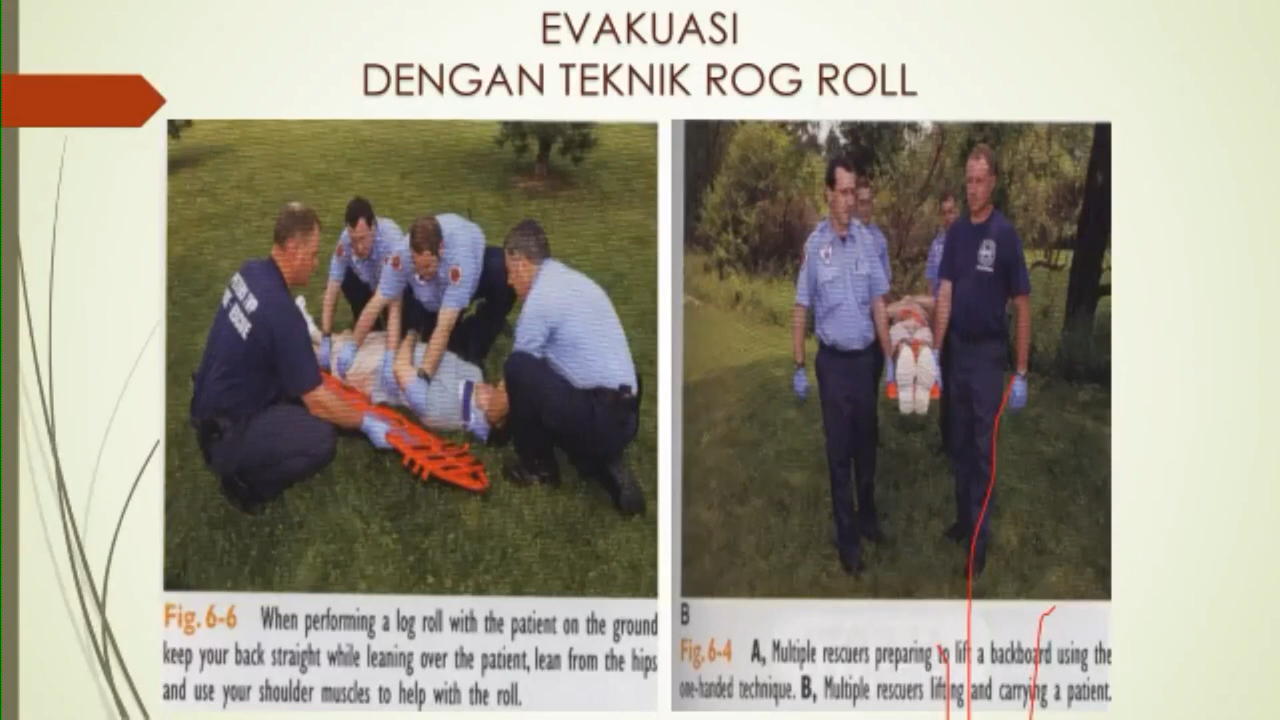 EVAKUASI
DENGAN TEKNIK ROG ROLL
Fig. 6-6 When performing a log roll with the patient on the ground
keep your back straight while leaning over the patient, lean from the hips
and use your shoulder muscles to help with the roll.
B
Fig. 6-4 A, Multiple rescuers preparing to lift a backboard using the
one-handed technique. B, Multiple rescuers lifting and carrying a patient.